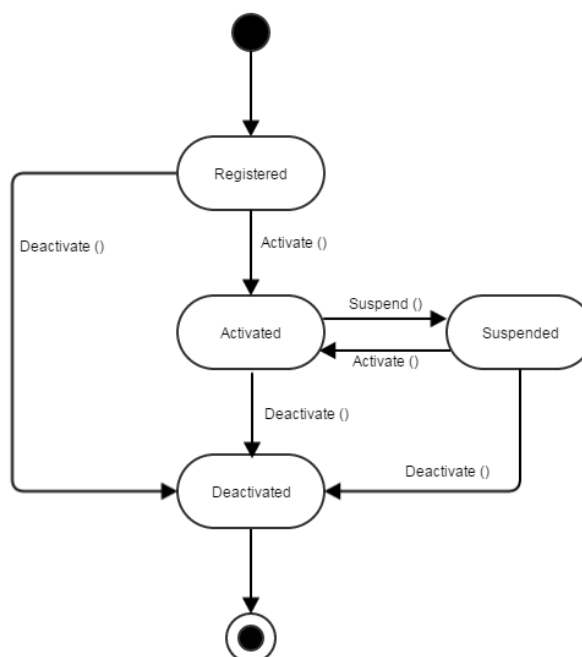 Registered
Deactivate ()
Activate ()
Suspend ()
Activated
Suspended
Activate ()
Deactivate ()
Deactivate ()
Deactivated